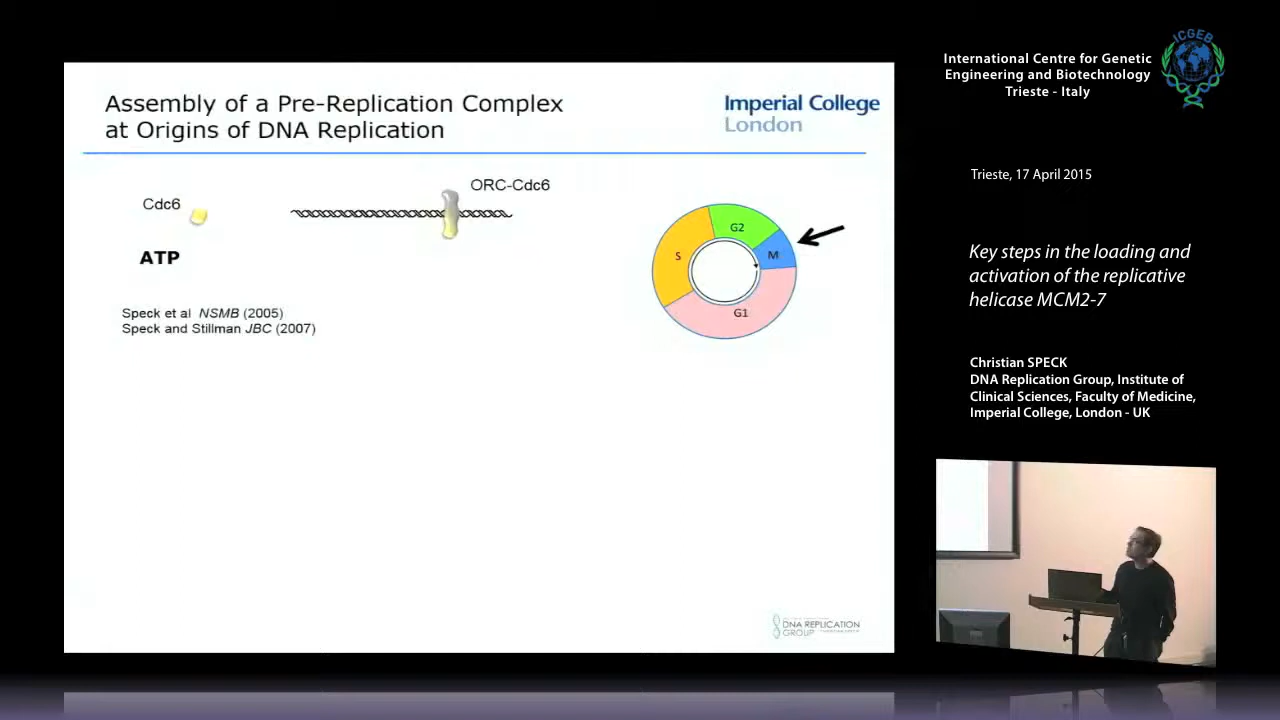 Assembly of a Pre-Replication Complex
at Origins of DNA Replication
Imperial College
London
Cdc6
ORC-Cdc6
ATP
Speck et al NSMB (2005)
Speck and Stillman JBC (2007)
G2
M
S
G1
DNA REPLICATION
GROUP
International Centre for Genetic
Engineering and Biotechnology
Trieste - Italy
ICGEB
Trieste, 17 April 2015
Key steps in the loading and
activation of the replicative
helicase MCM2-7
Christian SPECK
DNA Replication Group, Institute of
Clinical Sciences, Faculty of Medicine,
Imperial College, London - UK